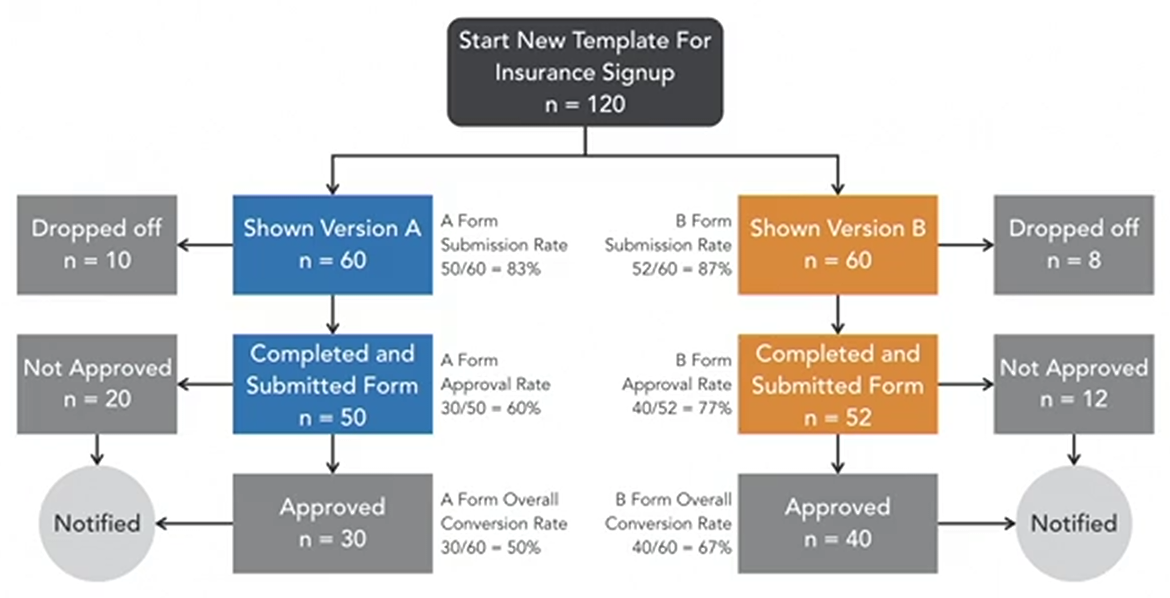 Start New Template For
Insurance Signup
n = 120
Dropped off
n = 10
Shown Version A
n = 60
A Form
Submission Rate
50/60 = 83%
B Form
Submission Rate
52/60 = 87%
Shown Version B
n = 60
Dropped off
n = 8
Not Approved
n = 20
Completed and
Submitted Form
n = 50
A Form
Approval Rate
30/50 = 60%
B Form
Approval Rate
40/52 = 77%
Completed and
Submitted Form
n = 52
Not Approved
n = 12
Notified
Approved
n = 30
A Form Overall
Conversion Rate
30/60 = 50%
B Form Overall
Conversion Rate
40/60 = 67%
Approved
n = 40
Notified